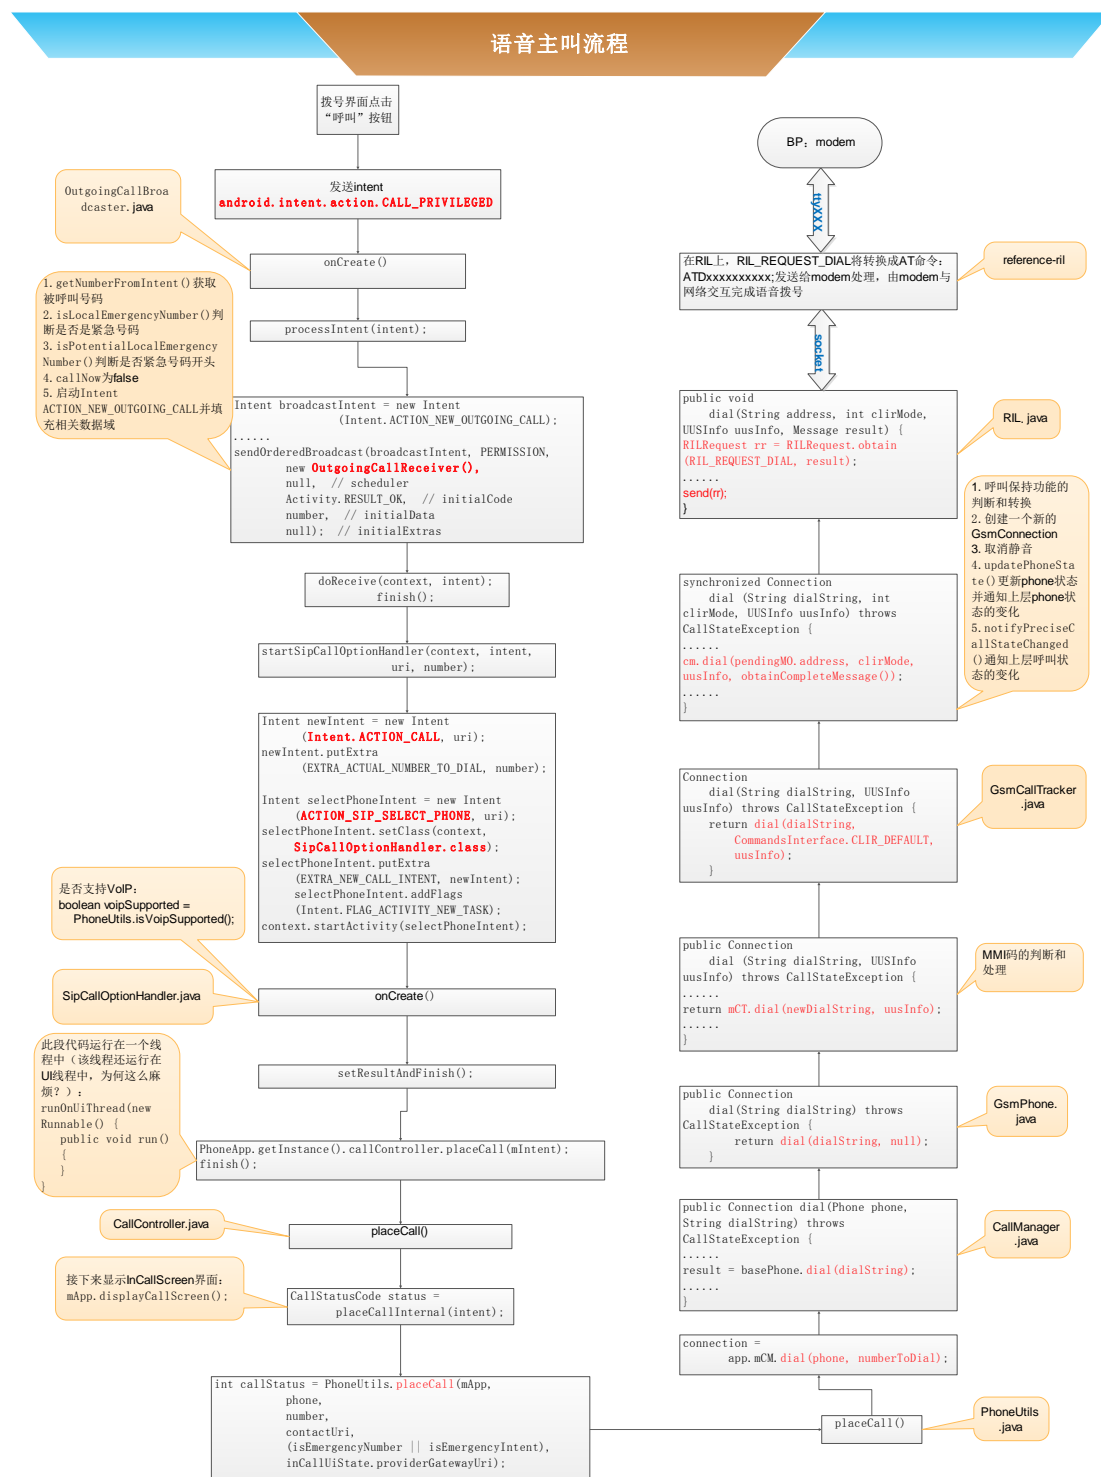 语音主叫流程
拨号界面点击
“呼叫”按钮
发送intent
android.intent.action.CALL_PRIVILEGED
OutgoingCallBroa
dcaster.java
onCreate()
1. getNumberFromIntent()获取
被呼叫号码
2. isLocalEmergencyNumber()判
断是否是紧急号码
3. isPotentialLocalEmergency
Number()判断是否紧急号码开头
4. callNow为false
5. 启动Intent
ACTION_NEW_OUTGOING_CALL并填
充相关数据域
processIntent(intent);
Intent broadcastIntent = new Intent
(Intent.ACTION_NEW_OUTGOING_CALL);
......
sendOrderedBroadcast(broadcastIntent, PERMISSION,
new OutgoingCallReceiver(),
null,  // scheduler
Activity.RESULT_OK,  // initialCode
number,  // initialData
null);  // initialExtras
doReceive(context, intent);
finish();
startSipCallOptionHandler(context, intent,
uri, number);
Intent newIntent = new Intent
(Intent.ACTION_CALL, uri);
newIntent.putExtra
(EXTRA_ACTUAL_NUMBER_TO_DIAL, number);
Intent selectPhoneIntent = new Intent
(ACTION_SIP_SELECT_PHONE, uri);
selectPhoneIntent.setClass(context,
SipCallOptionHandler.class);
selectPhoneIntent.putExtra
(EXTRA_NEW_CALL_INTENT, newIntent);
selectPhoneIntent.addFlags
(Intent.FLAG_ACTIVITY_NEW_TASK);
context.startActivity(selectPhoneIntent);
是否支持VoIP：
boolean voipSupported =
PhoneUtils.isVoipSupported();
SipCallOptionHandler.java
onCreate()
此段代码运行在一个线
程中（该线程还运行在
UI线程中，为何这么麻
烦？）：
runOnUiThread(new
Runnable() {
public void run()
{
}
}
setResultAndFinish();
PhoneApp.getInstance().callController.placeCall(mIntent);
finish();
CallController.java
placeCall()
接下来显示InCallScreen界面：
mApp.displayCallScreen();
CallStatusCode status =
placeCallInternal(intent);
int callStatus = PhoneUtils.placeCall(mApp,
phone,
number,
contactUri,
(isEmergencyNumber || isEmergencyIntent),
inCallUiState.providerGatewayUri);
BP：modem
ttyXXX
在RIL上，RIL_REQUEST_DIAL将转换成AT命令：
ATDxxxxxxxxxx;发送给modem处理，由modem与
网络交互完成语音拨号
reference-ril
socket
public void
dial(String address, int clirMode,
UUSInfo uusInfo, Message result) {
RILRequest rr = RILRequest.obtain
(RIL_REQUEST_DIAL, result);
......
send(rr);
}
RIL.java
1. 呼叫保持功能的
判断和转换
2. 创建一个新的
GsmConnection
3. 取消静音
4. updatePhoneSta
te()更新phone状态
并通知上层phone状
态的变化
5. notifyPreciseC
allStateChanged
()通知上层呼叫状
态的变化
synchronized Connection
dial (String dialString, int
clirMode, UUSInfo uusInfo) throws
CallStateException {
......
cm.dial(pendingMO.address, clirMode,
uusInfo, obtainCompleteMessage());
......
}
Connection
dial(String dialString, UUSInfo
uusInfo) throws CallStateException {
return dial(dialString,
CommandsInterface.CLIR_DEFAULT,
uusInfo);
}
GsmCallTracker
.java
public Connection
dial (String dialString, UUSInfo
uusInfo) throws CallStateException {
......
return mCT.dial(newDialString, uusInfo);
......
}
MMI码的判断和
处理
public Connection
dial(String dialString) throws
CallStateException {
return dial(dialString, null);
}
GsmPhone.
java
public Connection dial(Phone phone,
String dialString) throws
CallStateException {
......
result = basePhone.dial(dialString);
......
}
CallManager
.java
connection =
app.mCM.dial(phone, numberToDial);
placeCall()
PhoneUtils
.java